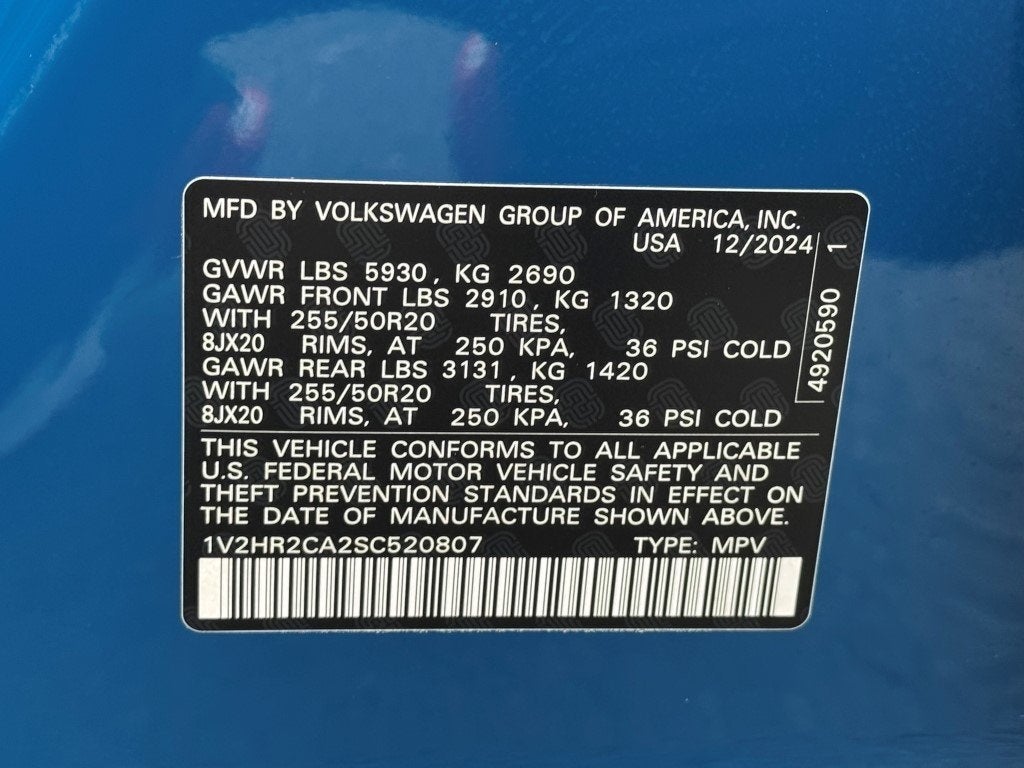 MFD BY VOLKSWAGEN GROUP OF AMERICA, INC.
USA 12/2024
GVWR LBS 5930, KG 2690
GAWR FRONT LBS 2910, KG 1320
WITH 255/50R20 TIRES,
8JX20 RIMS, AT 250 KPA, 36 PSI COLD
GAWR REAR LBS 3131, KG 1420
WITH 255/50R20 TIRES,
8JX20 RIMS, AT 250 KPA, 36 PSI COLD
4920590 1
THIS VEHICLE CONFORMS TO ALL APPLICABLE
U.S. FEDERAL MOTOR VEHICLE SAFETY AND
THEFT PREVENTION STANDARDS IN EFFECT ON
THE DATE OF MANUFACTURE SHOWN ABOVE.
1V2HR2CA2SC520807 TYPE: MPV